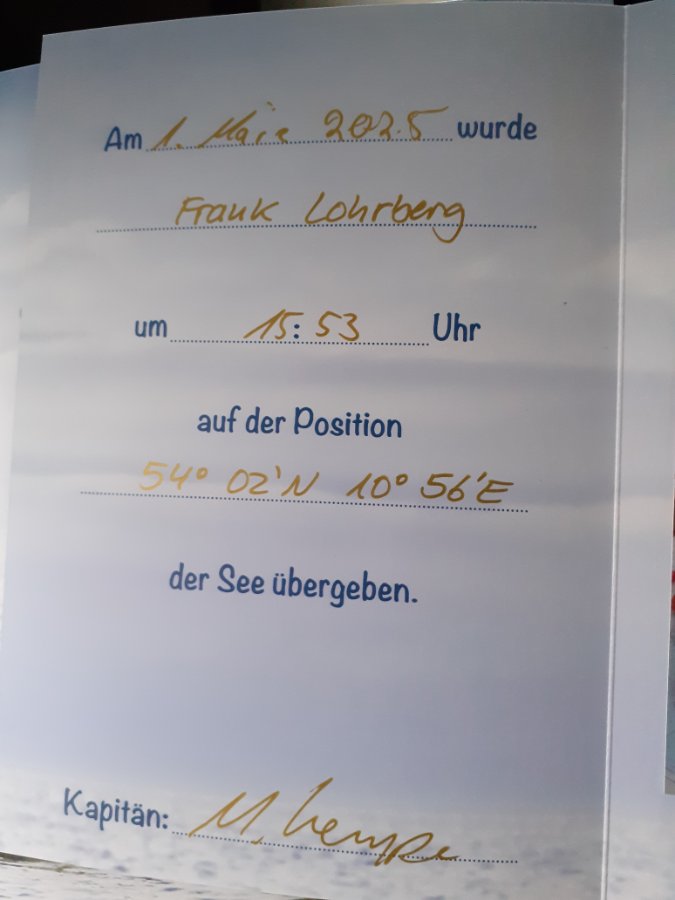 Am 1. März 2025 wurde
Frank Lohrberg
um 15:53 Uhr
auf der Position
54° 02'N 10° 56'E
der See übergeben.
Kapitän: